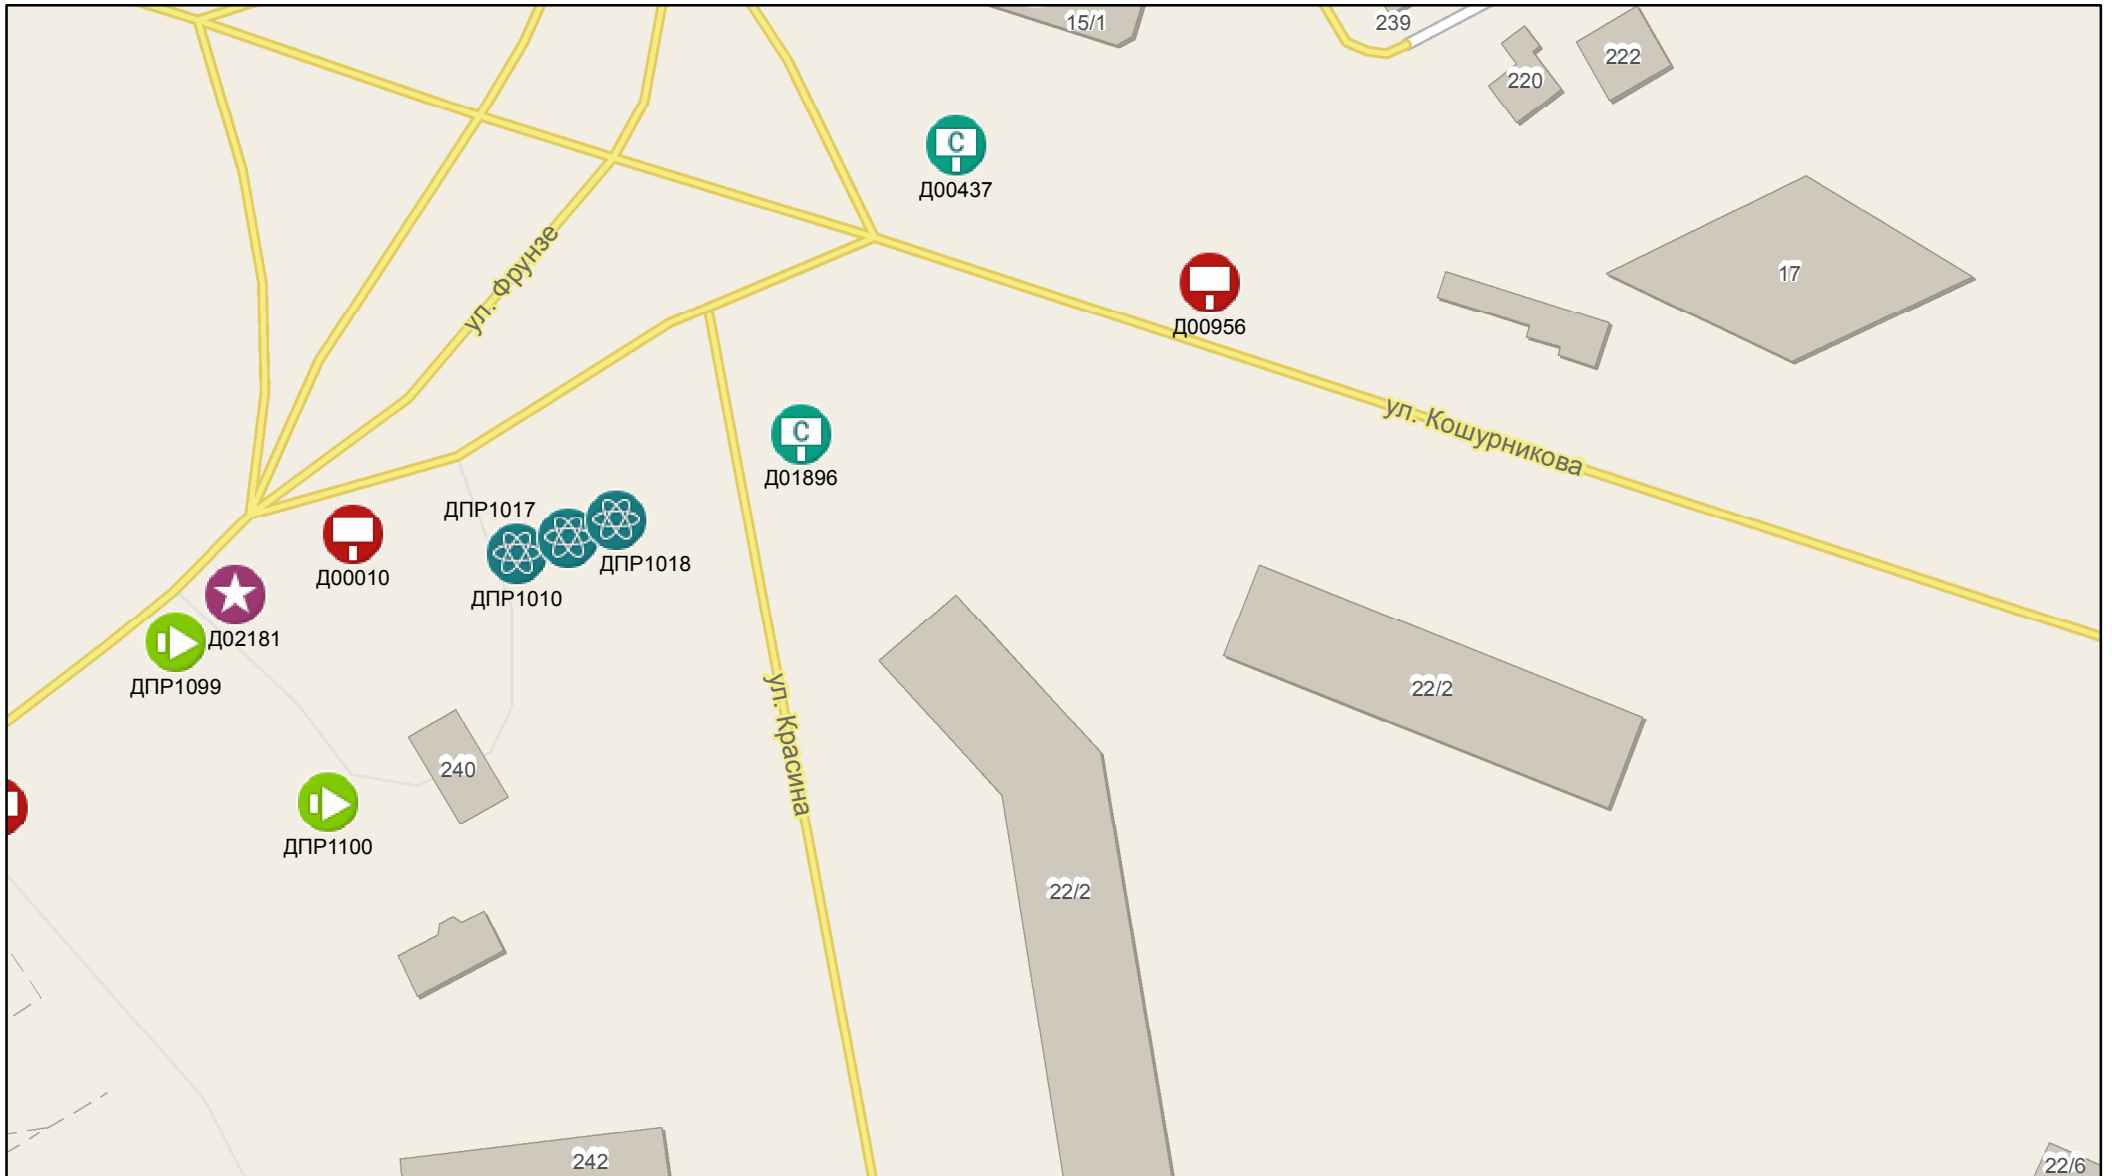 15/1
239
222
220
С
Д00437
ул. Фрунзе
17
Д00956
ул. Кошурникова
С
Д01896
ДПР1017
ДПР1018
Д00010
ДПР1010
Д02181
ДПР1099
22/2
ул. Красина
240
ДПР1100
22/2
242
22/6